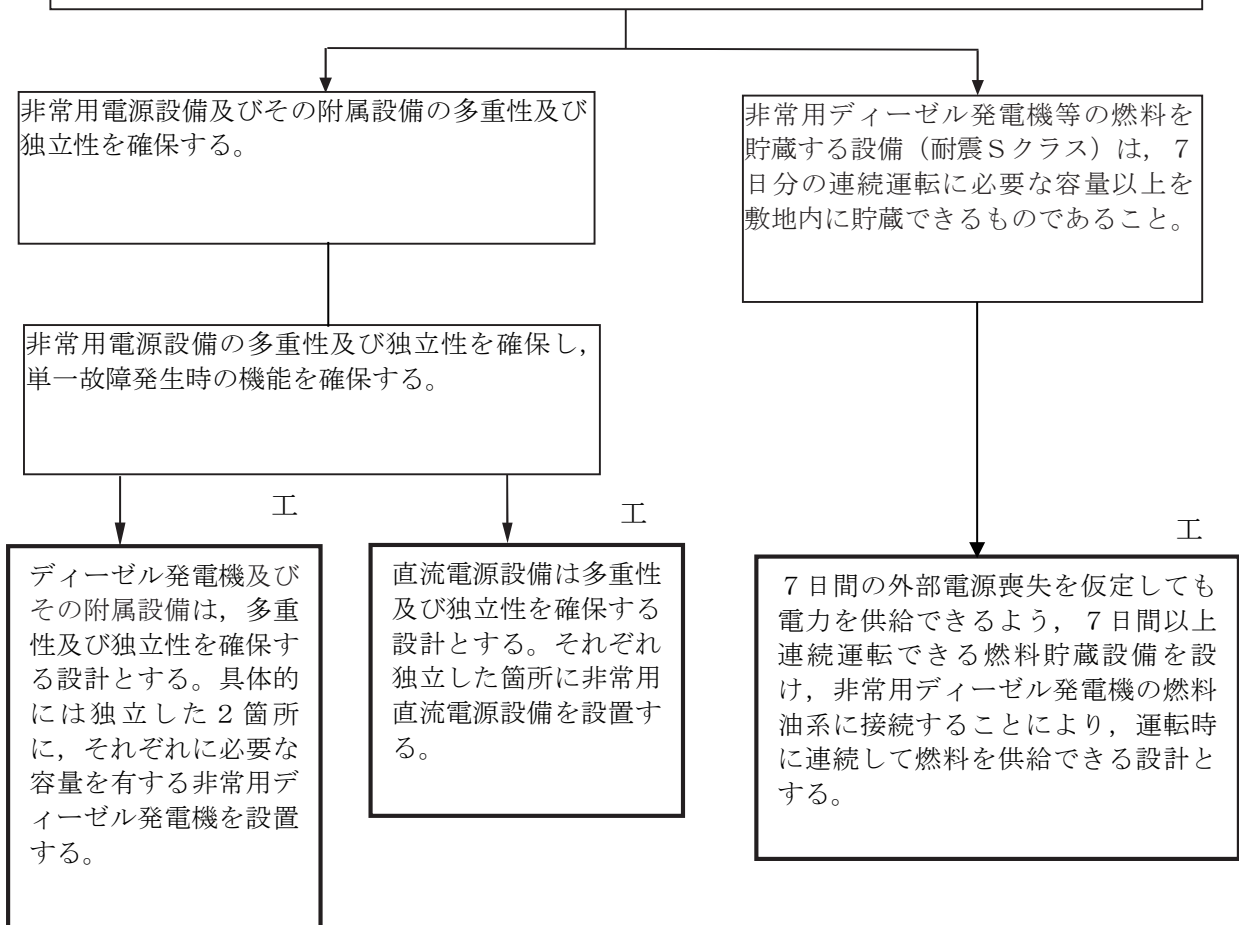 非常用電源設備及びその附属設備の多重性及び
独立性を確保する。
非常用ディーゼル発電機等の燃料を
貯蔵する設備（耐震Ｓクラス）は，７
日分の連続運転に必要な容量以上を
敷地内に貯蔵できるものであること。
非常用電源設備の多重性及び独立性を確保し，
単一故障発生時の機能を確保する。
工
ディーゼル発電機及び
その附属設備は，多重
性及び独立性を確保す
る設計とする。具体的
には独立した２箇所
に，それぞれに必要な
容量を有する非常用デ
ィーゼル発電機を設置
する。
工
直流電源設備は多重性
及び独立性を確保する
設計とする。それぞれ
独立した箇所に非常用
直流電源設備を設置す
る。
工
７日間の外部電源喪失を仮定しても
電力を供給できるよう，７日間以上
連続運転できる燃料貯蔵設備を設
け，非常用ディーゼル発電機の燃料
油系に接続することにより，運転時
に連続して燃料を供給できる設計と
する。